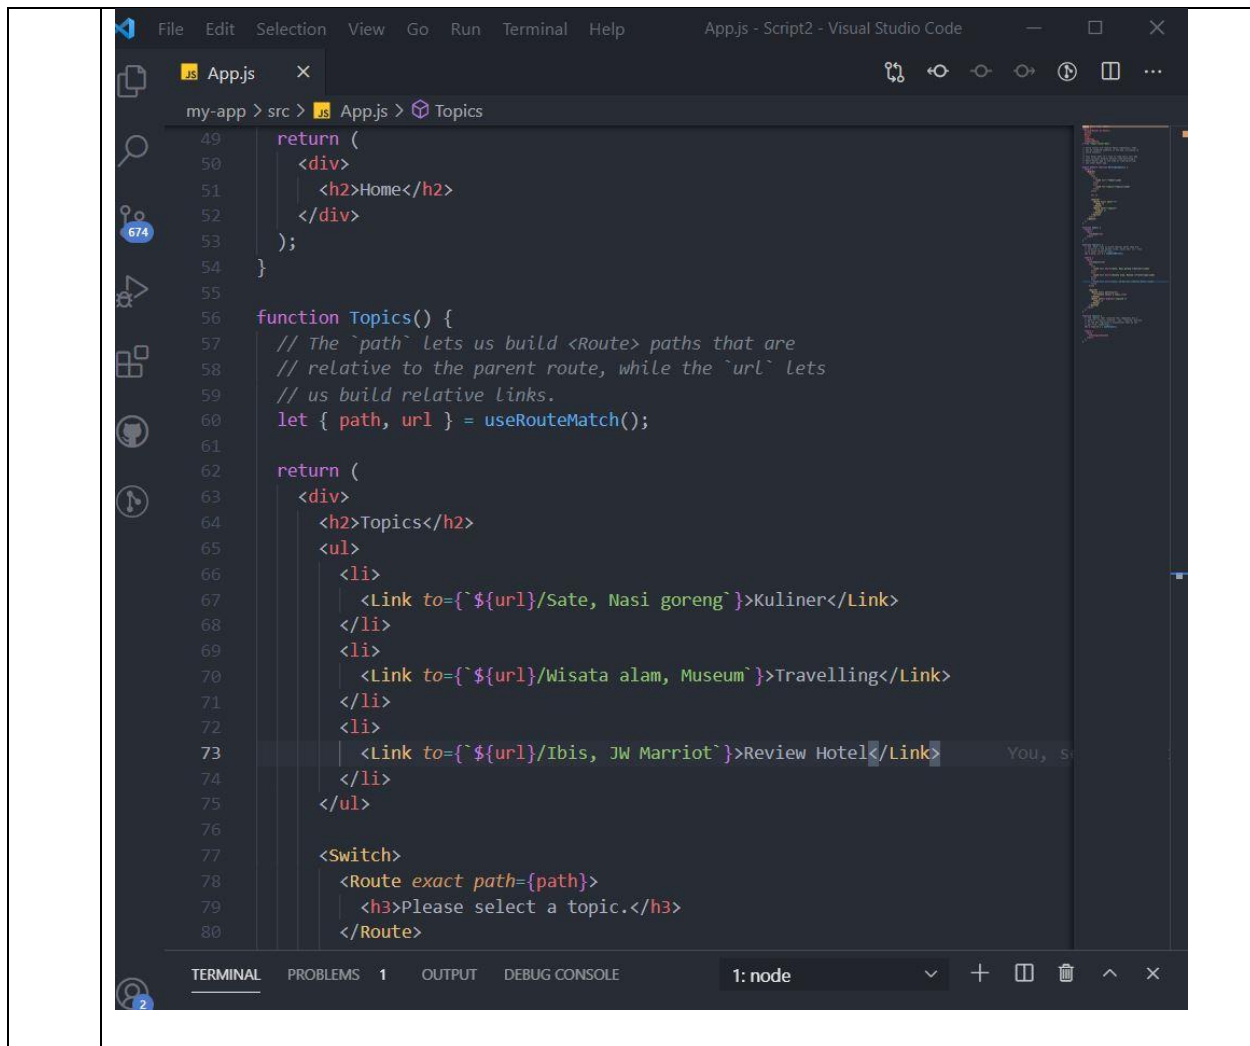 File Edit Selection View Go Run Terminal Help App.js - Script2 - Visual Studio Code
JS App.js
my-app > src > JS App.js > Topics
49 return (
50 <div>
51 <h2>Home</h2>
52 </div>
53 );
54 }
55
56 function Topics() {
57 // The `path` lets us build <Route> paths that are
58 // relative to the parent route, while the `url` lets
59 // us build relative links.
60 let { path, url } = useRouteMatch();
61
62 return (
63 <div>
64 <h2>Topics</h2>
65 <ul>
66 <li>
67 <Link to={`${url}/Sate, Nasi goreng`}>Kuliner</Link>
68 </li>
69 <li>
70 <Link to={`${url}/Wisata alam, Museum`}>Travelling</Link>
71 </li>
72 <li>
73 <Link to={`${url}/Ibis, JW Marriot`}>Review Hotel</Link> You, s
74 </li>
75 </ul>
76
77 <Switch>
78 <Route exact path={path}>
79 <h3>Please select a topic.</h3>
80 </Route>
674
TERMINAL PROBLEMS 1 OUTPUT DEBUG CONSOLE 1: node
2